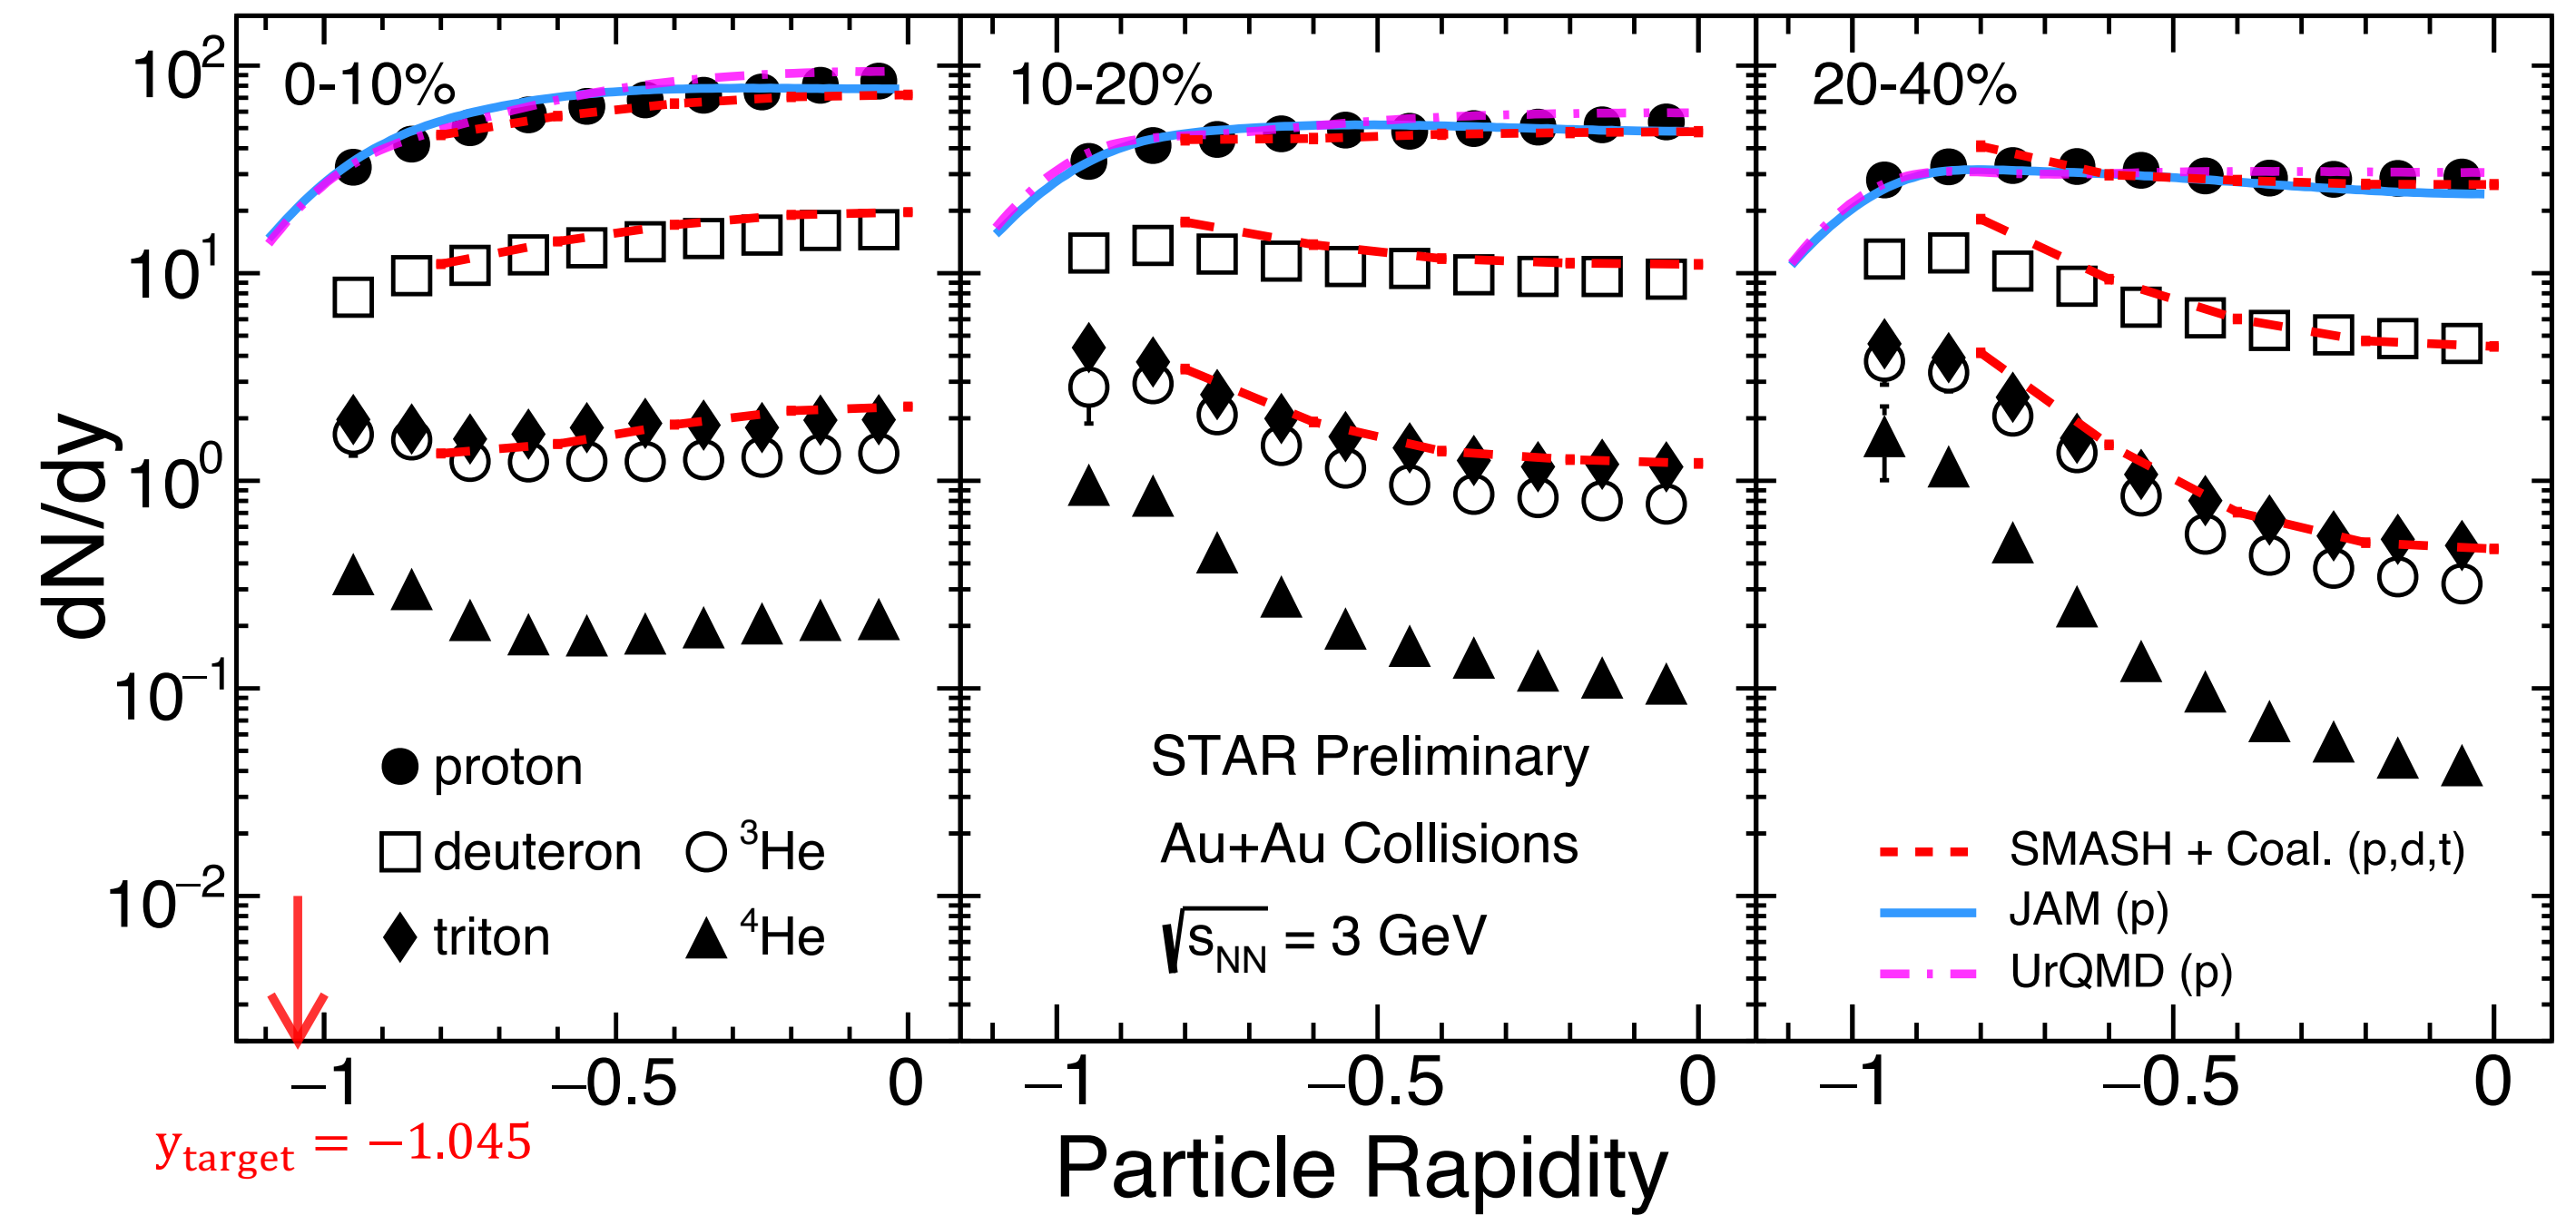 0-10%
10-20%
20-40%
10²
10¹
10⁰
10⁻¹
10⁻²
dN/dy
proton
deuteron
³He
triton
⁴He
STAR Preliminary
Au+Au Collisions
√s_NN = 3 GeV
SMASH + Coal. (p,d,t)
JAM (p)
UrQMD (p)
−1 −0.5 0
−1 −0.5 0
−1 −0.5 0
y_target = −1.045
Particle Rapidity